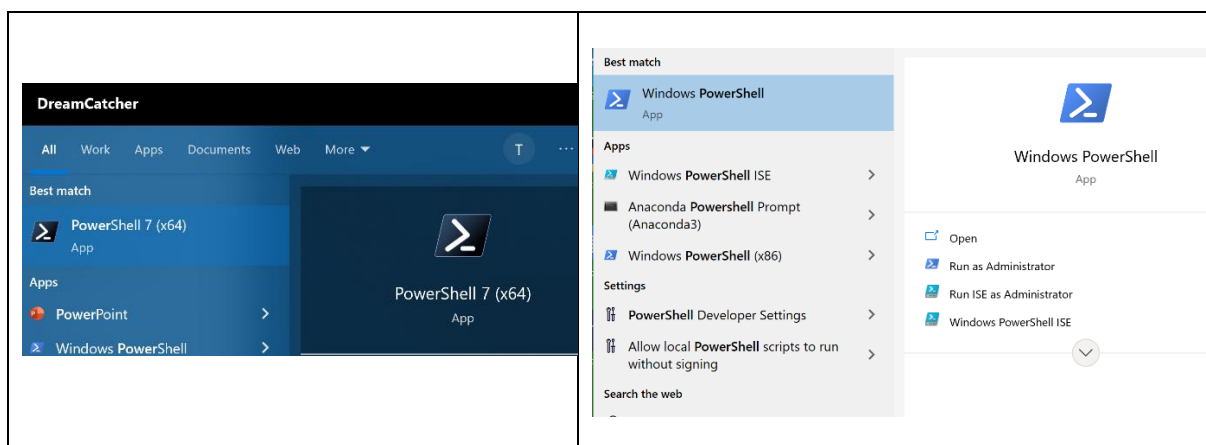 DreamCatcher
All Work Apps Documents Web More T ...
Best match
PowerShell 7 (x64)
App
Apps
PowerPoint
Windows PowerShell
PowerShell 7 (x64)
App
Best match
Windows PowerShell
App
Apps
Windows PowerShell ISE
Anaconda Powershell Prompt
(Anaconda3)
Windows PowerShell (x86)
Settings
PowerShell Developer Settings
Allow local PowerShell scripts to run
without signing
Search the web
Windows PowerShell
App
Open
Run as Administrator
Run ISE as Administrator
Windows PowerShell ISE